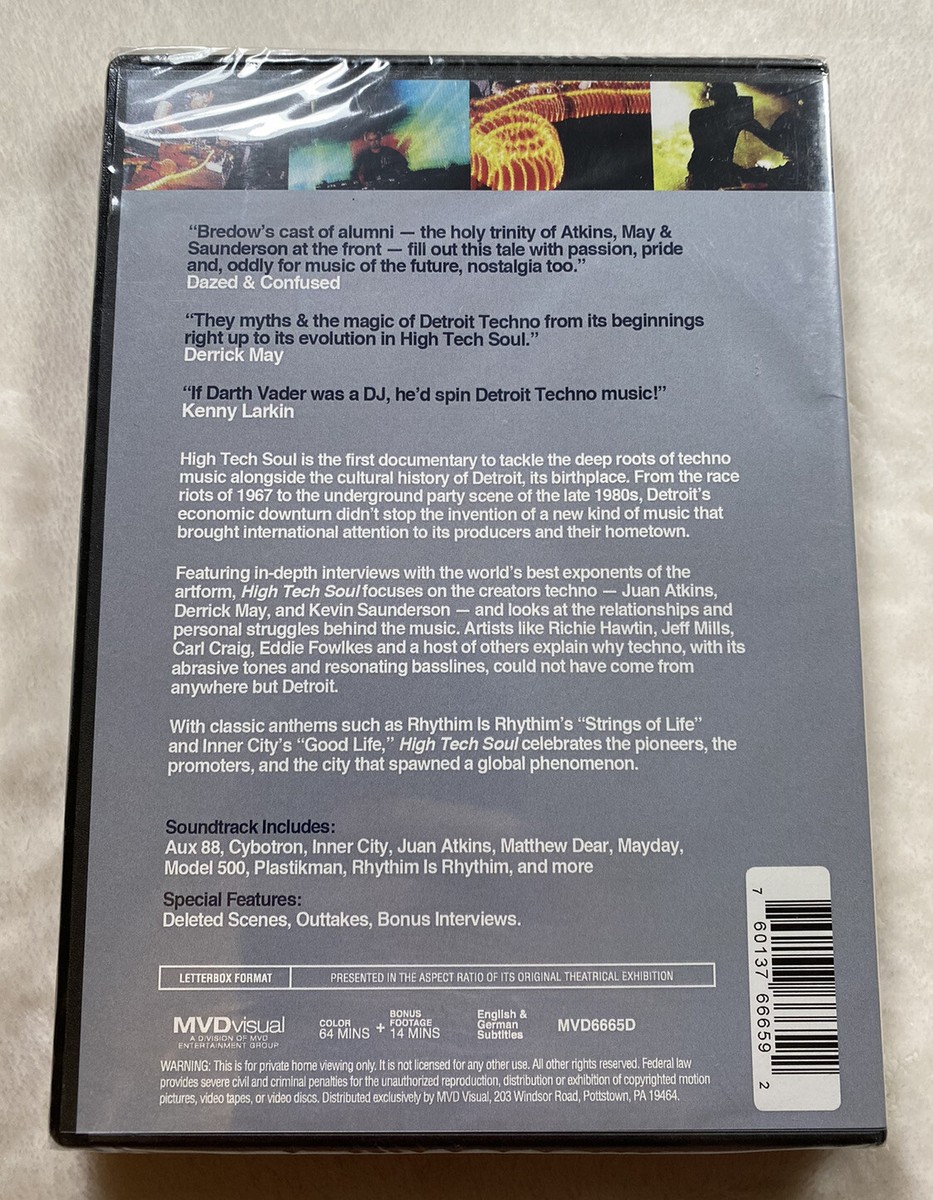 “Bredow’s cast of alumni — the holy trinity of Atkins, May &
Saunderson at the front — fill out this tale with passion, pride
and, oddly for music of the future, nostalgia too.”
Dazed & Confused
“They myths & the magic of Detroit Techno from its beginnings
right up to its evolution in High Tech Soul.”
Derrick May
“If Darth Vader was a DJ, he’d spin Detroit Techno music!”
Kenny Larkin
High Tech Soul is the first documentary to tackle the deep roots of techno
music alongside the cultural history of Detroit, its birthplace. From the race
riots of 1967 to the underground party scene of the late 1980s, Detroit’s
economic downturn didn’t stop the invention of a new kind of music that
brought international attention to its producers and their hometown.
Featuring in-depth interviews with the world’s best exponents of the
artform, High Tech Soul focuses on the creators techno — Juan Atkins,
Derrick May, and Kevin Saunderson — and looks at the relationships and
personal struggles behind the music. Artists like Richie Hawtin, Jeff Mills,
Carl Craig, Eddie Fowlkes and a host of others explain why techno, with its
abrasive tones and resonating basslines, could not have come from
anywhere but Detroit.
With classic anthems such as Rhythim Is Rhythim’s “Strings of Life”
and Inner City’s “Good Life,” High Tech Soul celebrates the pioneers, the
promoters, and the city that spawned a global phenomenon.
Soundtrack Includes:
Aux 88, Cybotron, Inner City, Juan Atkins, Matthew Dear, Mayday,
Model 500, Plastikman, Rhythim Is Rhythim, and more
Special Features:
Deleted Scenes, Outtakes, Bonus Interviews.
LETTERBOX FORMAT PRESENTED IN THE ASPECT RATIO OF ITS ORIGINAL THEATRICAL EXHIBITION
MVDvisual
A DIVISION OF MVD
ENTERTAINMENT GROUP
COLOR
64 MINS
+
BONUS
FOOTAGE
14 MINS
English &
German
Subtitles
MVD6665D
WARNING: This is for private home viewing only. It is not licensed for any other use. All other rights reserved. Federal law
provides severe civil and criminal penalties for the unauthorized reproduction, distribution or exhibition of copyrighted motion
pictures, video tapes, or video discs. Distributed exclusively by MVD Visual, 203 Windsor Road, Pottstown, PA 19464.
7 60137 66659 2